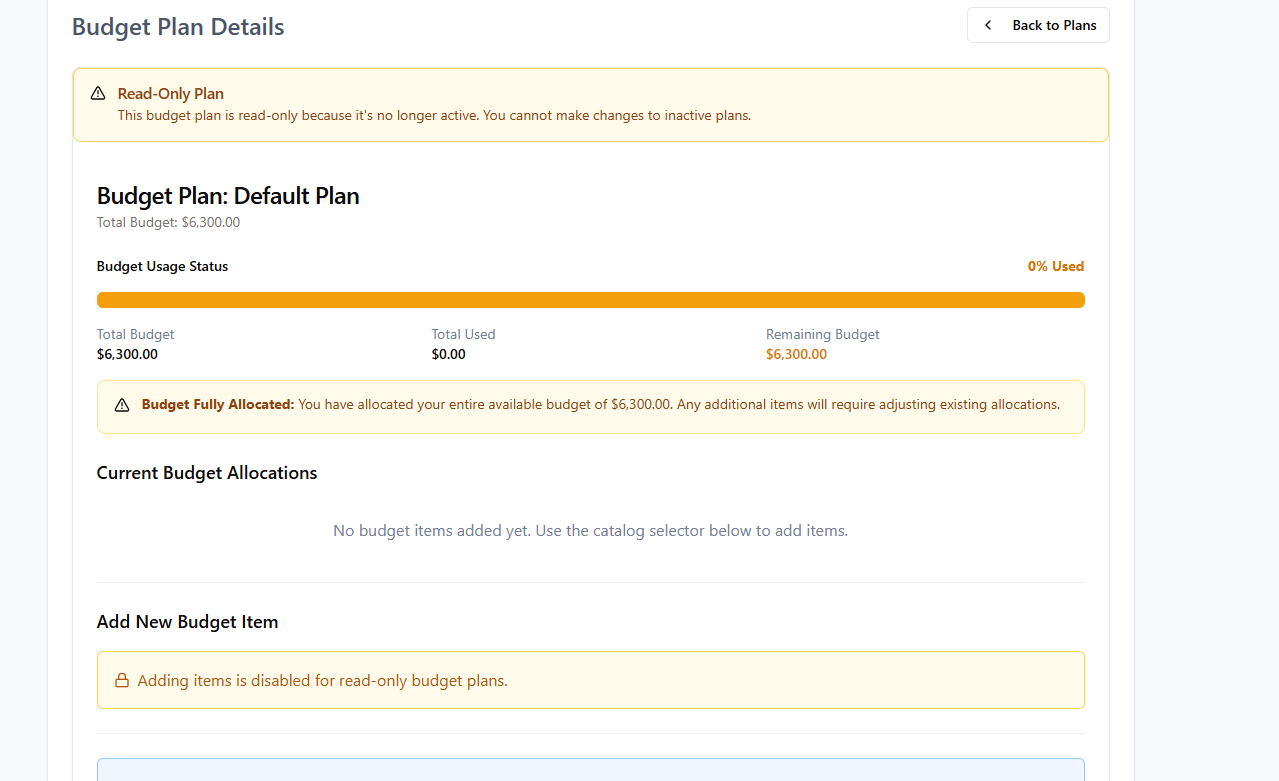 Budget Plan Details
Back to Plans
Read-Only Plan
This budget plan is read-only because it's no longer active. You cannot make changes to inactive plans.
Budget Plan: Default Plan
Total Budget: $6,300.00
Budget Usage Status
0% Used
Total Budget
Total Used
Remaining Budget
$6,300.00
$0.00
$6,300.00
Budget Fully Allocated: You have allocated your entire available budget of $6,300.00. Any additional items will require adjusting existing allocations.
Current Budget Allocations
No budget items added yet. Use the catalog selector below to add items.
Add New Budget Item
Adding items is disabled for read-only budget plans.